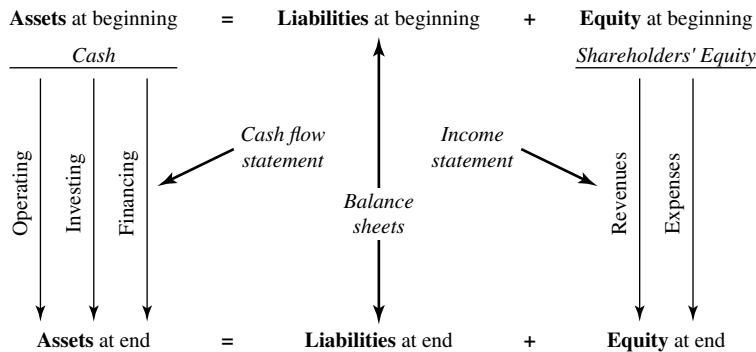 Assets at beginning = Liabilities at beginning + Equity at beginning
Cash
Shareholders' Equity
Operating
Investing
Financing
Cash flow
statement
Balance
sheets
Income
statement
Revenues
Expenses
Assets at end = Liabilities at end + Equity at end